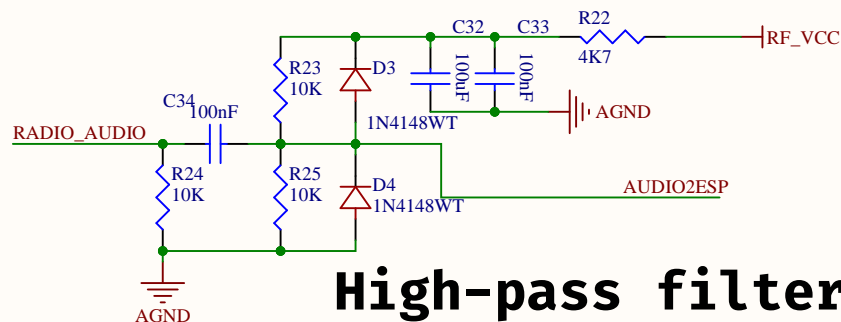 C32 C33 R22
RF_VCC
4K7
R23
10K
D3
100nF
100nF
C34
100nF
1N4148WT
AGND
RADIO_AUDIO
R24
10K
R25
10K
D4
1N4148WT
AUDIO2ESP
High-pass filter
AGND